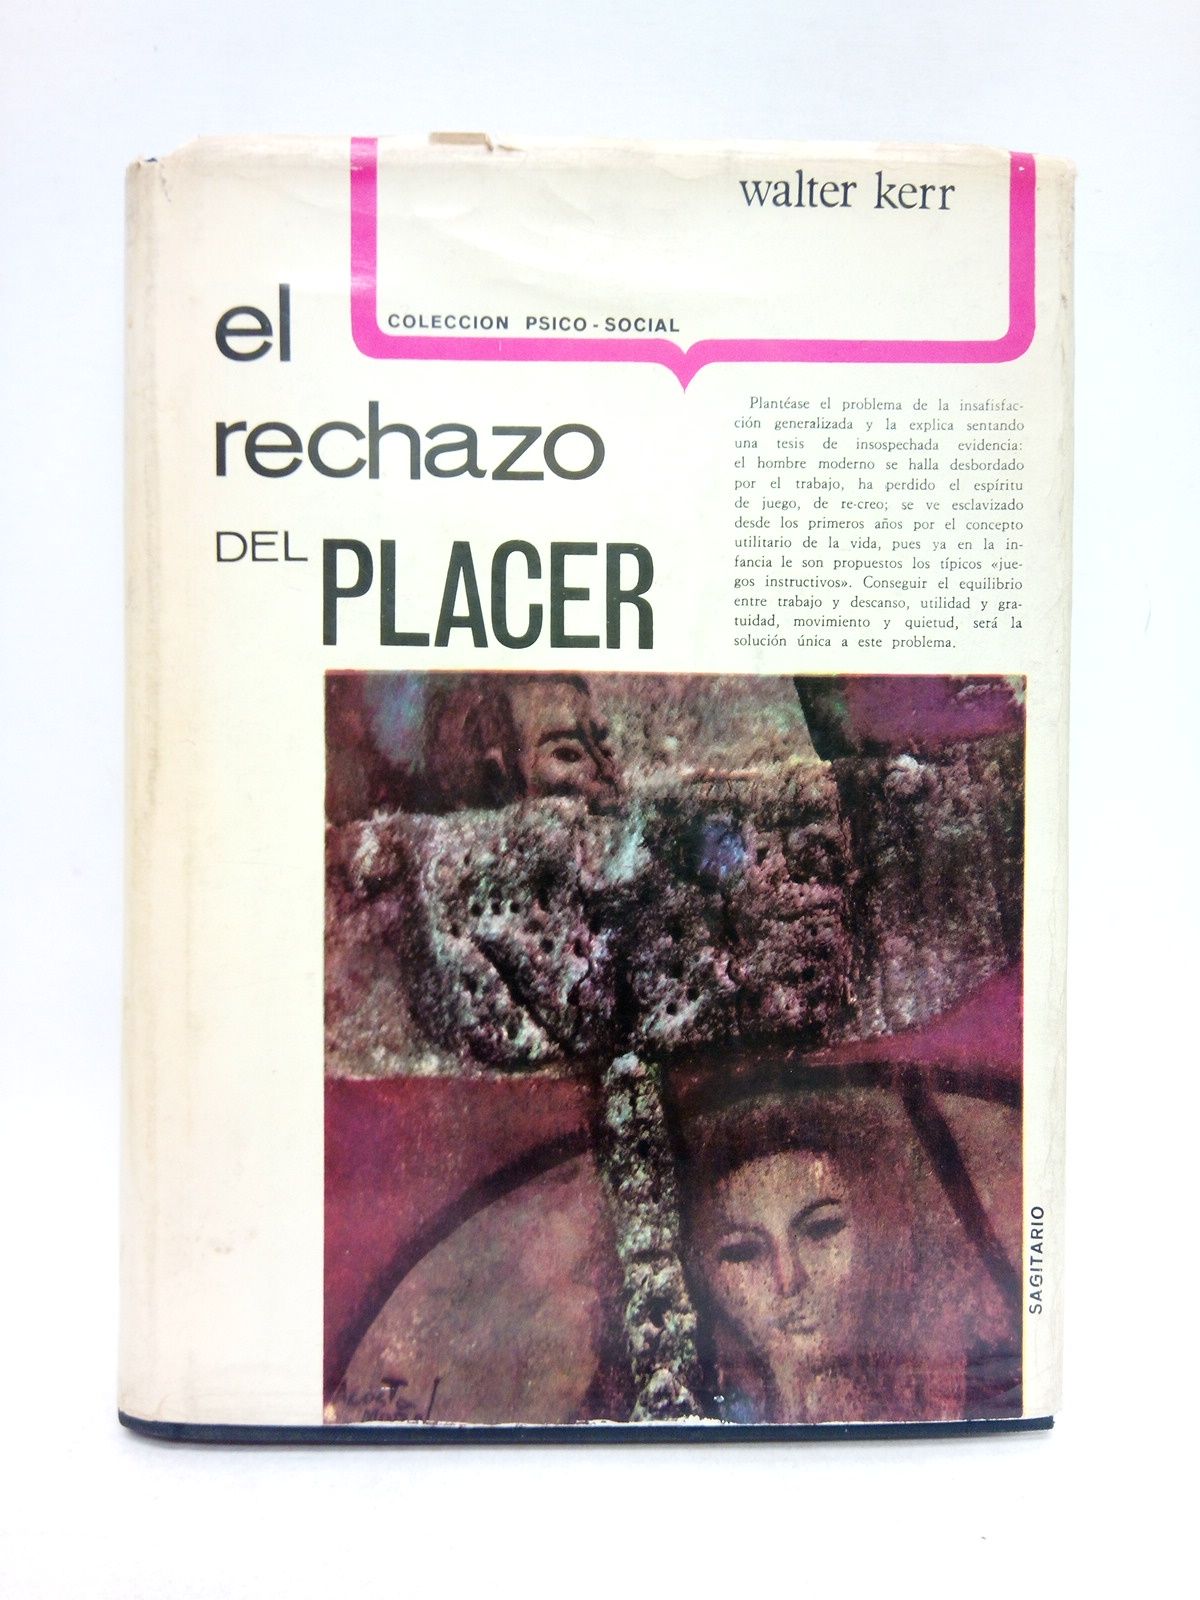 walter kerr
COLECCION PSICO-SOCIAL
el
rechazo
DEL PLACER
Plantéase el problema de la insafisfac-
ción generalizada y la explica sentando
una tesis de insospechada evidencia:
el hombre moderno se halla desbordado
por el trabajo, ha perdido el espíritu
de juego, de re-creo; se ve esclavizado
desde los primeros años por el concepto
utilitario de la vida, pues ya en la in-
fancia le son propuestos los típicos «jue-
gos instructivos». Conseguir el equilibrio
entre trabajo y descanso, utilidad y gra-
tuidad, movimiento y quietud, será la
solución única a este problema.
SAGITARIO